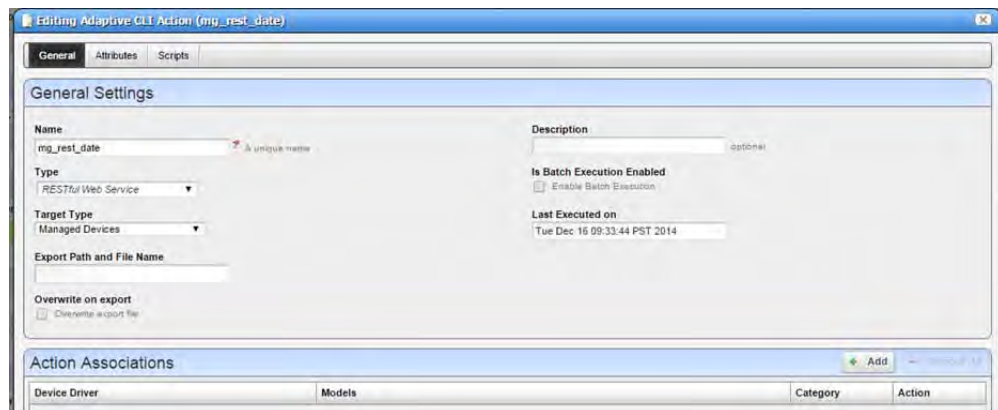 Editing Adaptive CLI Action (mg_rest_date)
General Attributes Scripts
General Settings
Name
mg_rest_date
A unique name
Type
RESTful Web Service
Target Type
Managed Devices
Export Path and File Name
Overwrite on export
Overwrite export file
Description
optional
Is Batch Execution Enabled
Enable Batch Execution
Last Executed on
Tue Dec 16 09:33:44 PST 2014
Action Associations
Add
Device Driver Models Category Action